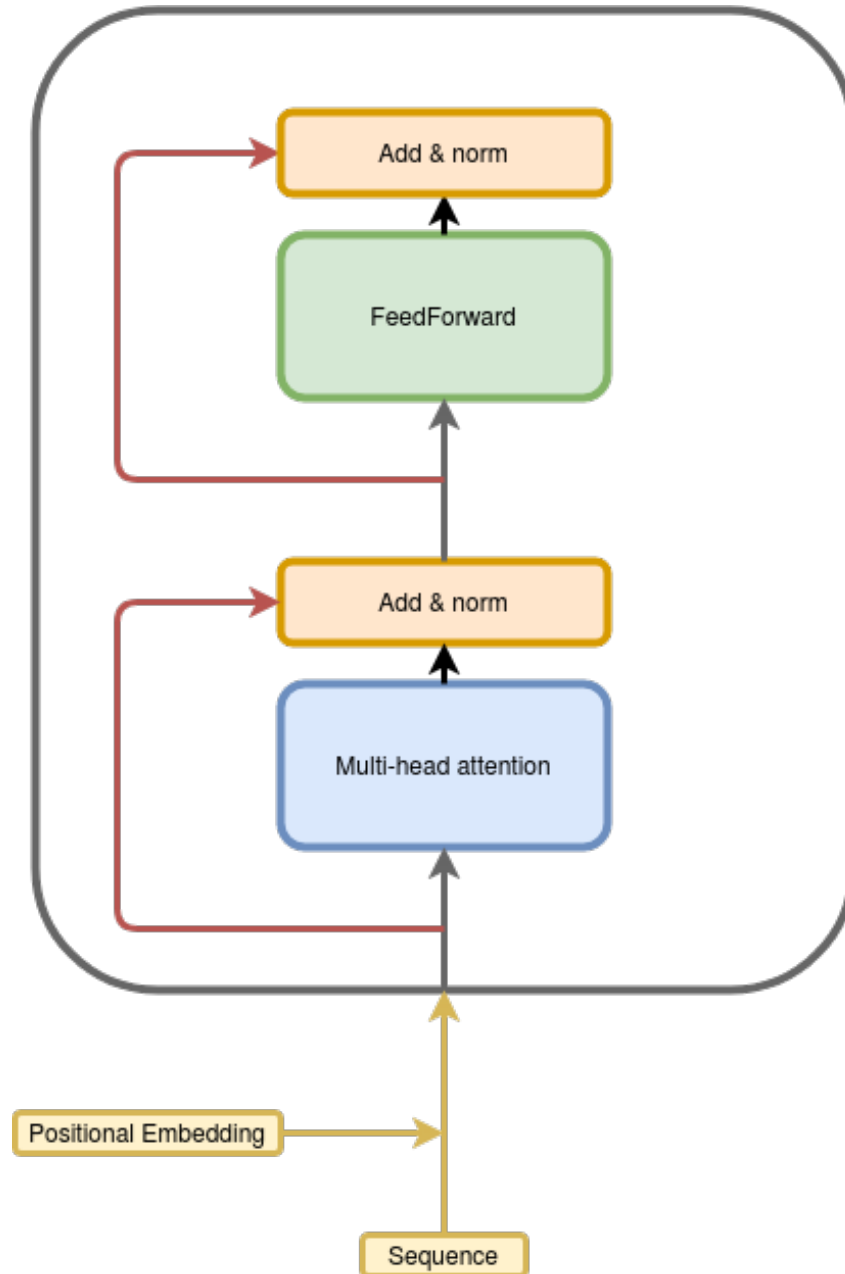 Add & norm
FeedForward
Add & norm
Multi-head attention
Positional Embedding
Sequence